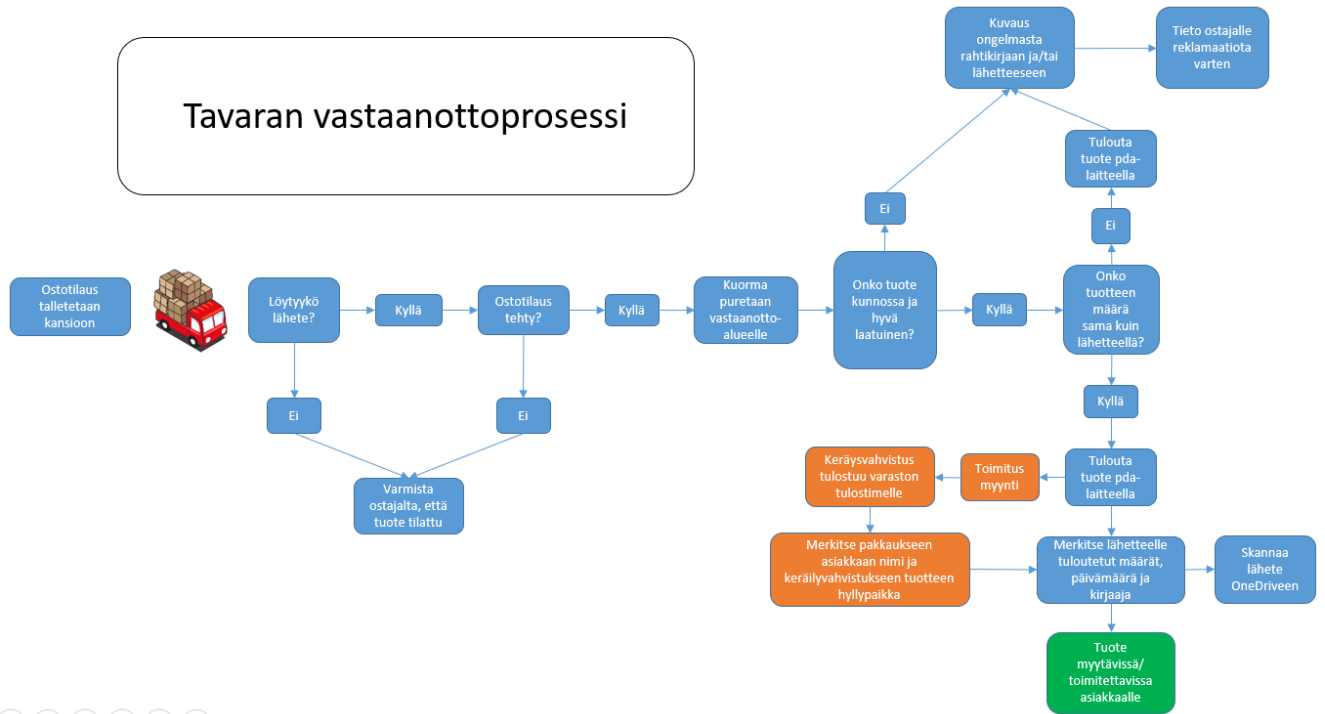 Tavaran vastaanottoprosessi
Kuvaus
ongelmasta
rahtikirjaan ja/tai
lähetteeseen
Tieto ostajalle
reklamaatiota
varten
Tulouta
tuote pda-
laitteella
Ei
Ei
Ostotilaus
talletetaan
kansioon
Löytyykö
lähete?
Kyllä
Ostotilaus
tehty?
Kyllä
Kuorma
puretaan
vastaanotto-
alueelle
Onko tuote
kunnossa ja
hyvä
laatuinen?
Kyllä
Onko
tuotteen
määrä
sama kuin
lähetteellä?
Ei
Ei
Kyllä
Varmista
ostajalta, että
tuote tilattu
Keräysvahvistus
tulostuu varaston
tulostimelle
Toimitus
myynti
Tulouta
tuote pda-
laitteella
Merkitse pakkaukseen
asiakkaan nimi ja
keräilyvahvistukseen tuotteen
hyllypaikka
Merkitse lähetteelle
tuloutetut määrät,
päivämäärä ja
kirjaaja
Skannaa
lähete
OneDriveen
Tuote
myytävissä/
toimitettavissa
asiakkaalle